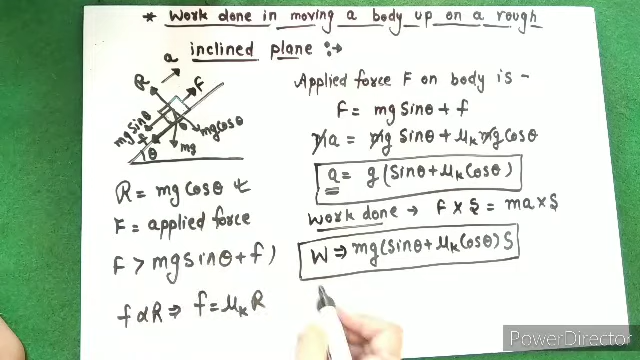 * Work done in moving a body up on a rough
inclined plane :→
a
R
F
mg sinθ
f
θ
mg cosθ
mg
θ
R = mg cosθ
F = applied force
F > mg sinθ + f)
f α R ⇒ f = μₖ R
Applied force F on body is -
F = mg sinθ + f
ma = mg sinθ + μₖ mg cosθ
a = g (sinθ + μₖ cosθ)
Work done → F × S = ma × S
W ⇒ mg (sinθ + μₖ cosθ) S
PowerDirector